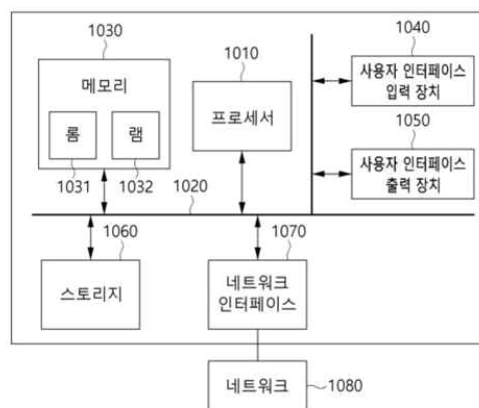 1030
메모리
롬
램
1031
1032
1010
프로세서
1040
사용자 인터페이스
입력 장치
1050
사용자 인터페이스
출력 장치
1020
1060
스토리지
1070
네트워크
인터페이스
네트워크
1080